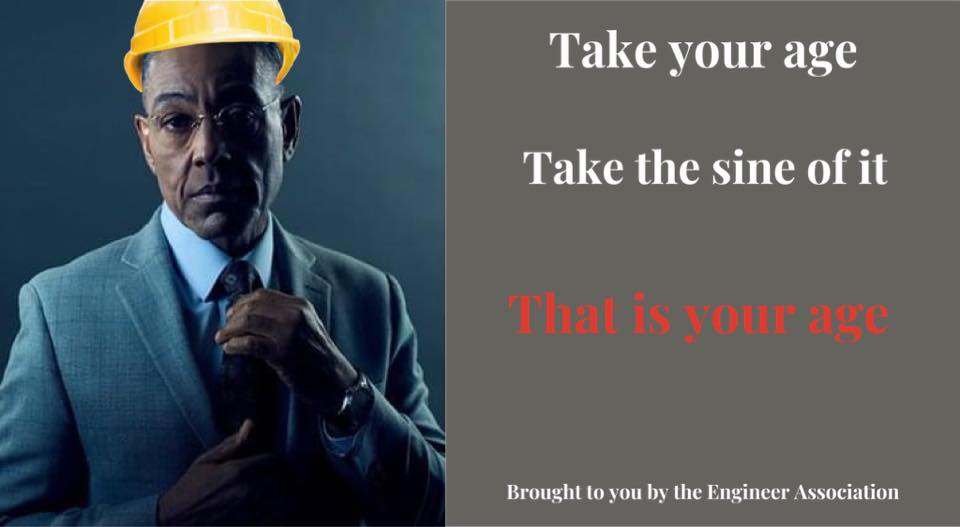 Take your age
Take the sine of it
That is your age
Brought to you by the Engineer Association